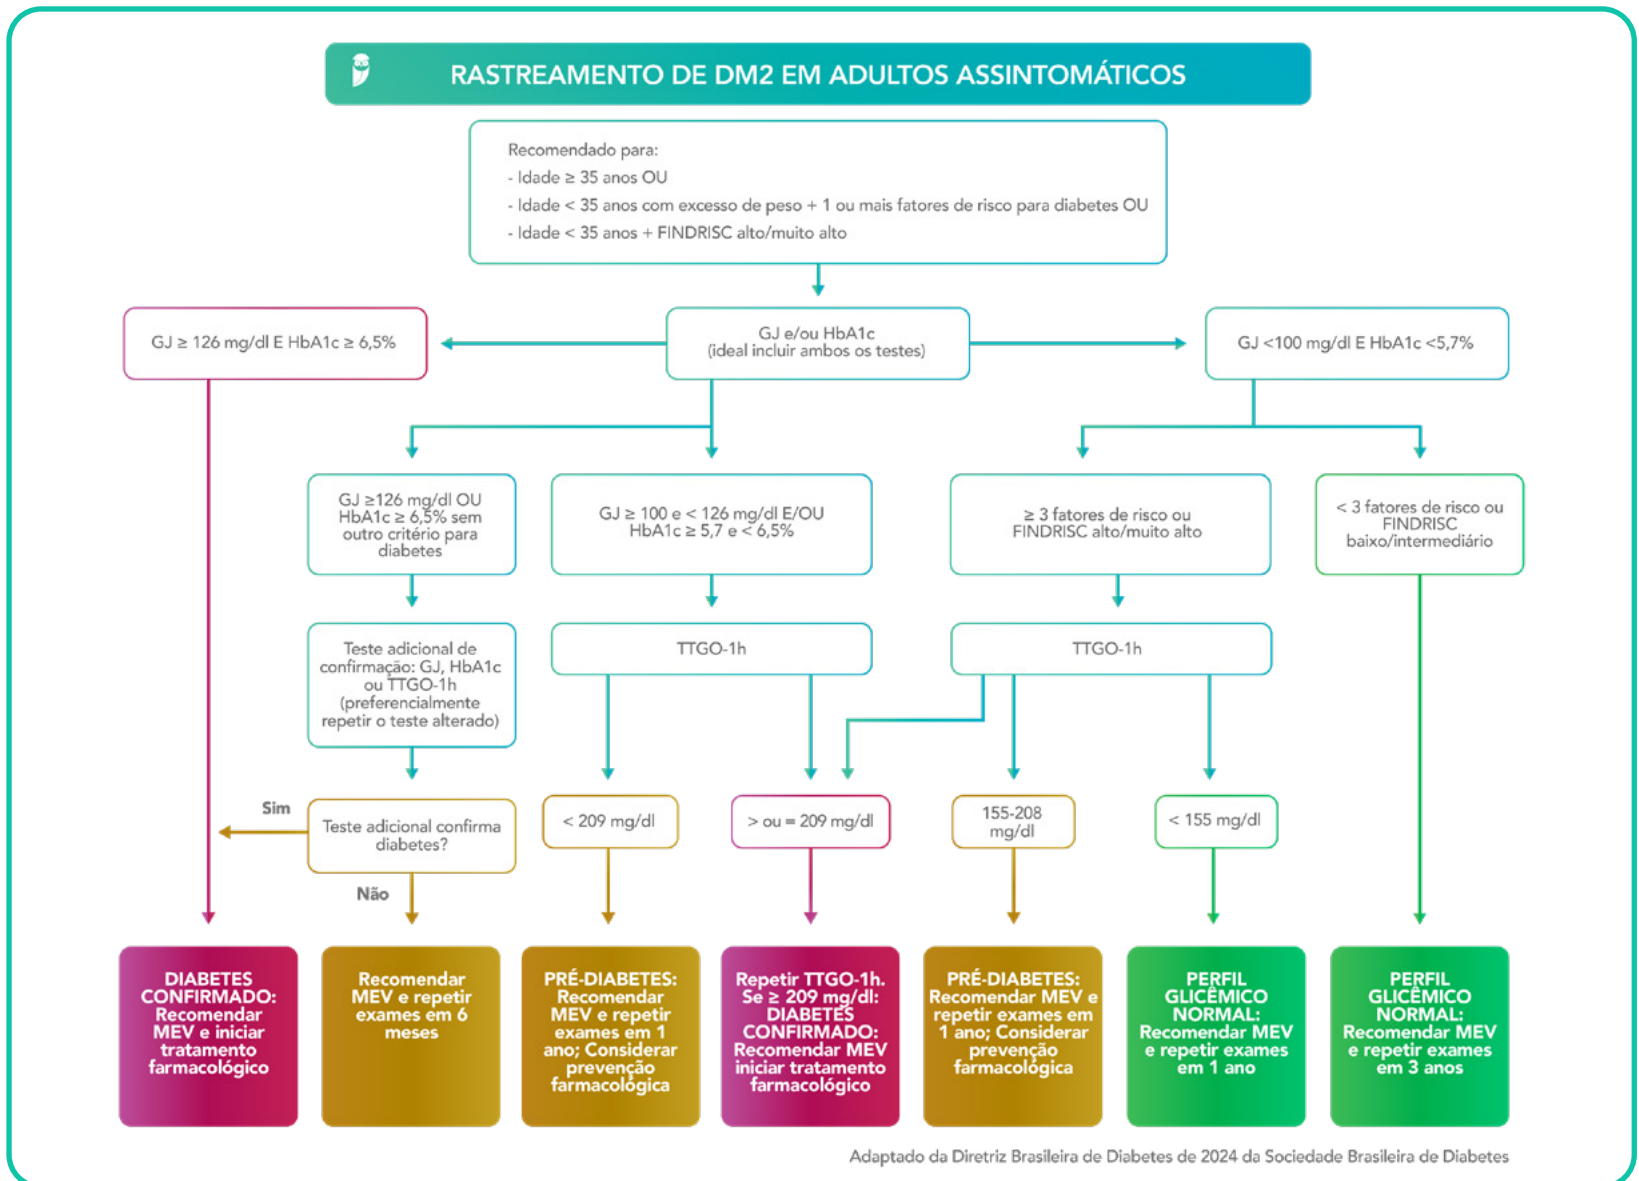 RASTREAMENTO DE DM2 EM ADULTOS ASSINTOMÁTICOS
Recomendado para:
- Idade ≥ 35 anos OU
- Idade < 35 anos com excesso de peso + 1 ou mais fatores de risco para diabetes OU
- Idade < 35 anos + FINDRISC alto/muito alto
GJ ≥ 126 mg/dl E HbA1c ≥ 6,5%
GJ e/ou HbA1c
(ideal incluir ambos os testes)
GJ <100 mg/dl E HbA1c <5,7%
GJ ≥126 mg/dl OU
HbA1c ≥ 6,5% sem
outro critério para
diabetes
GJ ≥ 100 e < 126 mg/dl E/OU
HbA1c ≥ 5,7 e < 6,5%
≥ 3 fatores de risco ou
FINDRISC alto/muito alto
< 3 fatores de risco ou
FINDRISC
baixo/intermediário
Teste adicional de
confirmação: GJ, HbA1c
ou TTGO-1h
(preferencialmente
repetir o teste alterado)
TTGO-1h
TTGO-1h
Sim
Teste adicional confirma
diabetes?
Não
< 209 mg/dl
> ou = 209 mg/dl
155-208
mg/dl
< 155 mg/dl
DIABETES
CONFIRMADO:
Recomendar
MEV e iniciar
tratamento
farmacológico
Recomendar
MEV e repetir
exames em 6
meses
PRÉ-DIABETES:
Recomendar
MEV e repetir
exames em 1
ano; Considerar
prevenção
farmacológica
Repetir TTGO-1h.
Se ≥ 209 mg/dl:
DIABETES
CONFIRMADO:
Recomendar MEV
iniciar tratamento
farmacológico
PRÉ-DIABETES:
Recomendar MEV e
repetir exames em
1 ano; Considerar
prevenção
farmacológica
PERFIL
GLICÊMICO
NORMAL:
Recomendar MEV
e repetir exames
em 1 ano
PERFIL
GLICÊMICO
NORMAL:
Recomendar MEV
e repetir exames
em 3 anos
Adaptado da Diretriz Brasileira de Diabetes de 2024 da Sociedade Brasileira de Diabetes